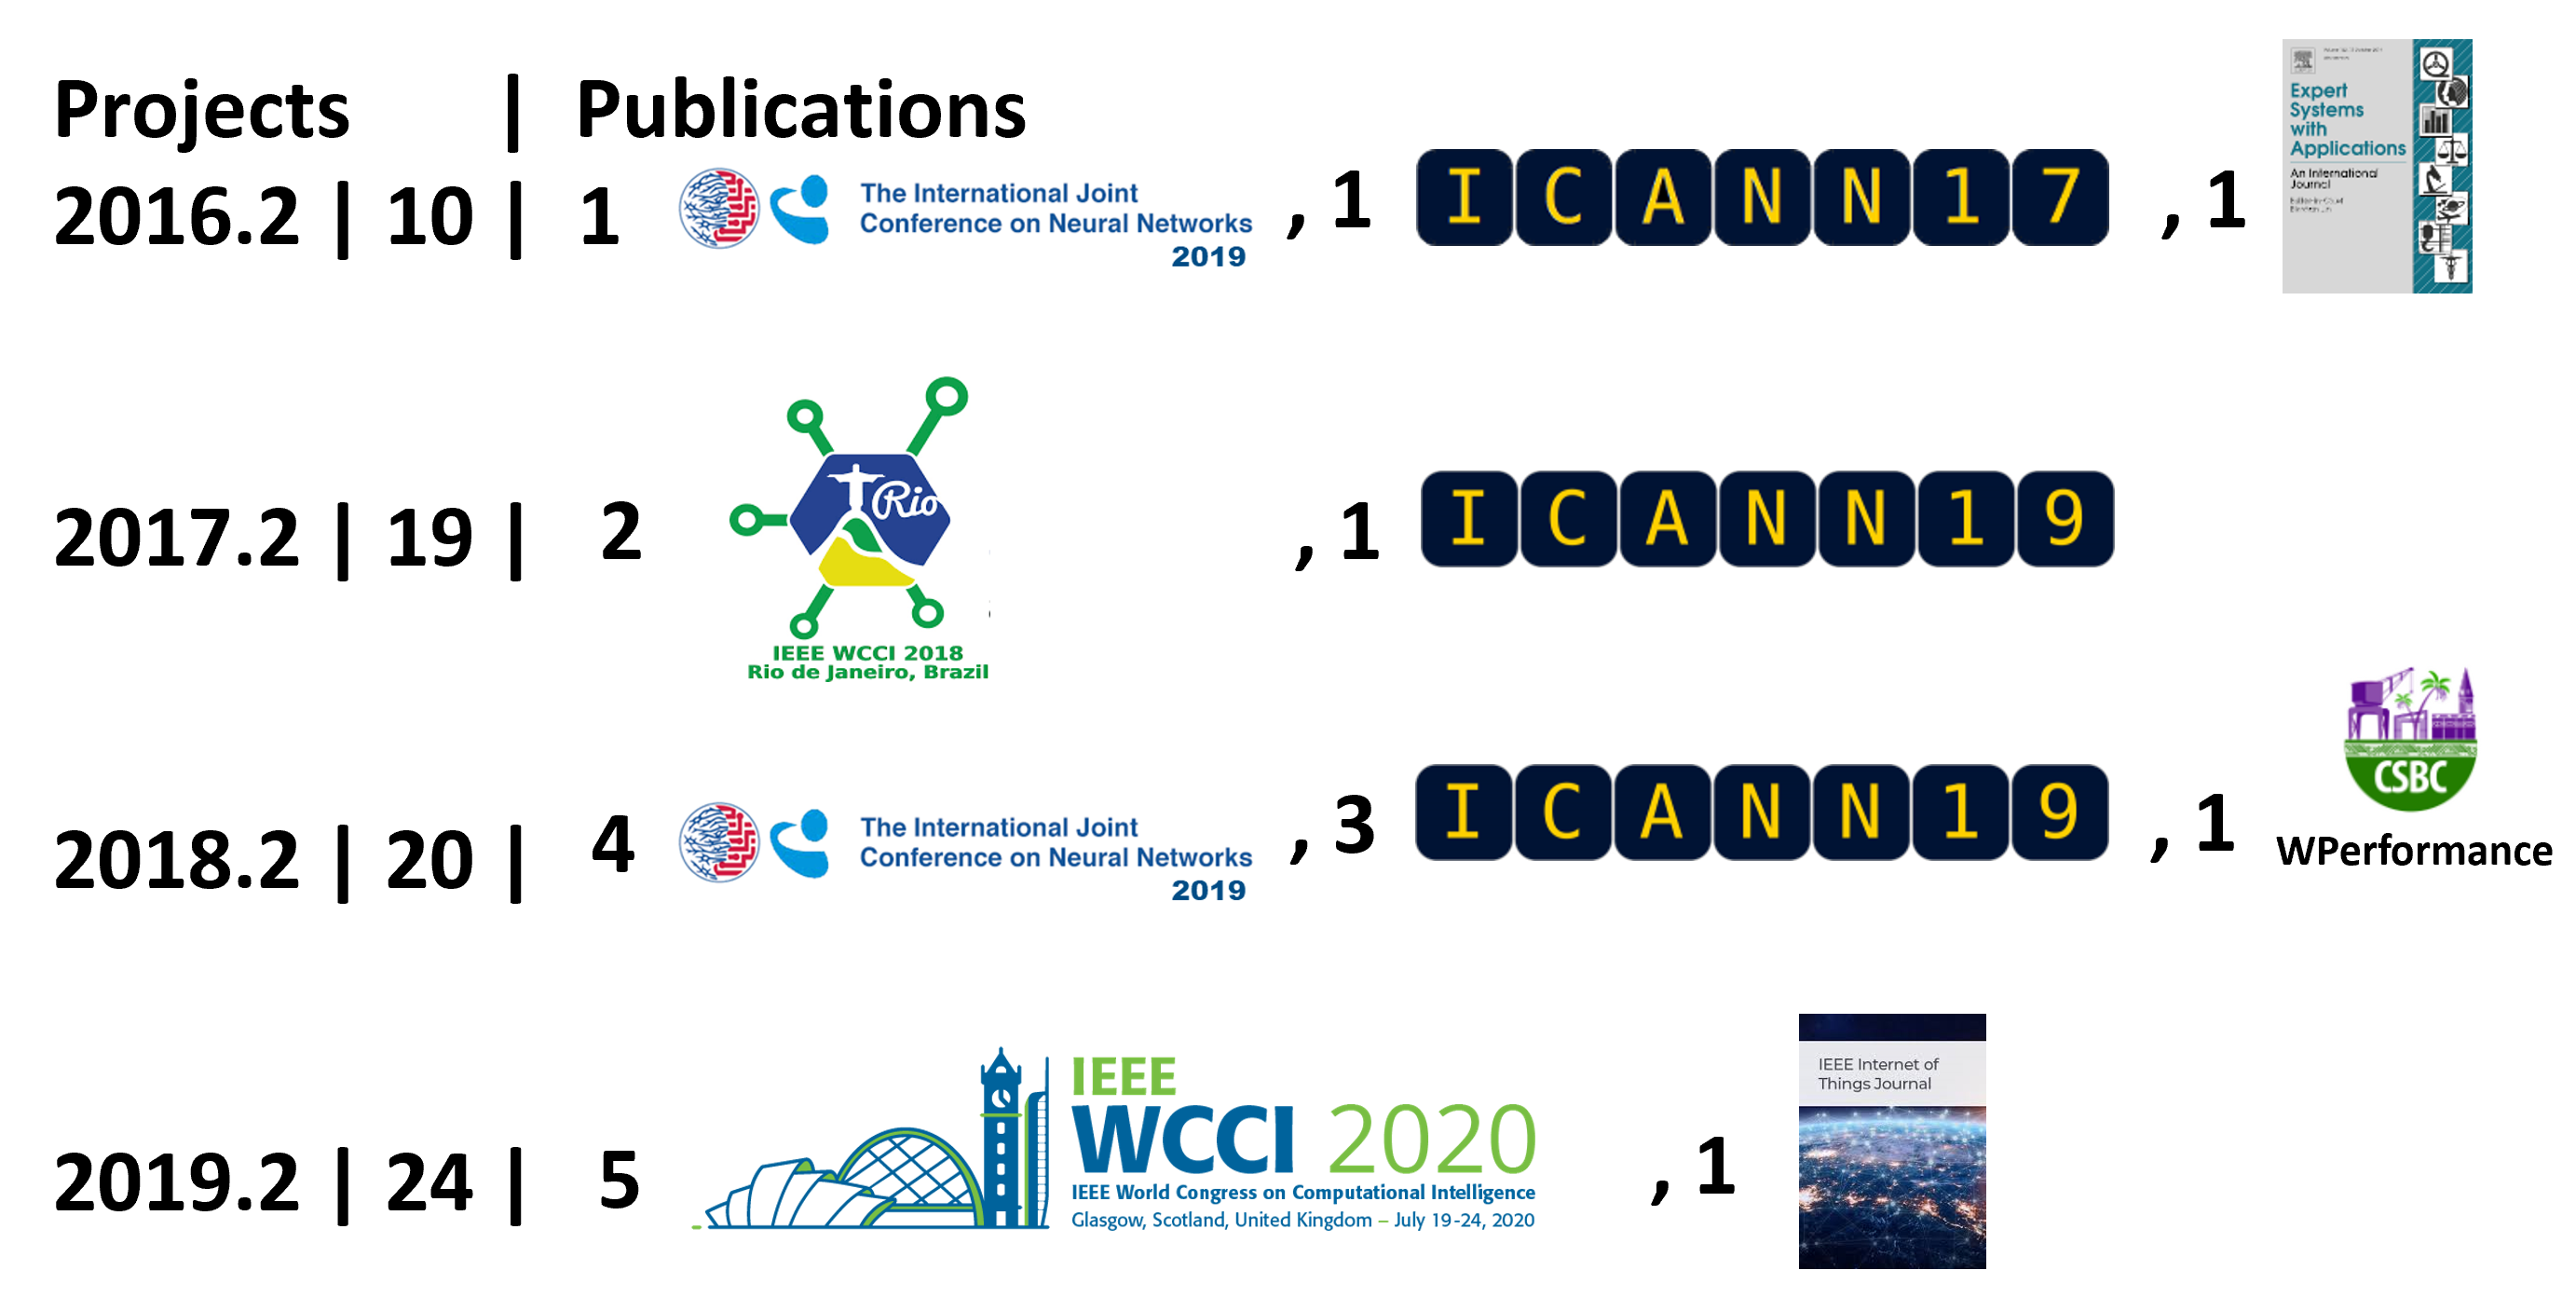 Projects | Publications
2016.2 | 10 | 1 The International Joint Conference on Neural Networks 2019 , 1 ICANN17 , 1 Expert Systems with Applications An International Journal
2017.2 | 19 | 2 Rio IEEE WCCI 2018 Rio de Janeiro, Brazil , 1 ICANN19
2018.2 | 20 | 4 The International Joint Conference on Neural Networks 2019 , 3 ICANN19 , 1 CSBC WPerformance
2019.2 | 24 | 5 IEEE WCCI 2020 IEEE World Congress on Computational Intelligence Glasgow, Scotland, United Kingdom – July 19-24, 2020 , 1 IEEE Internet of Things Journal